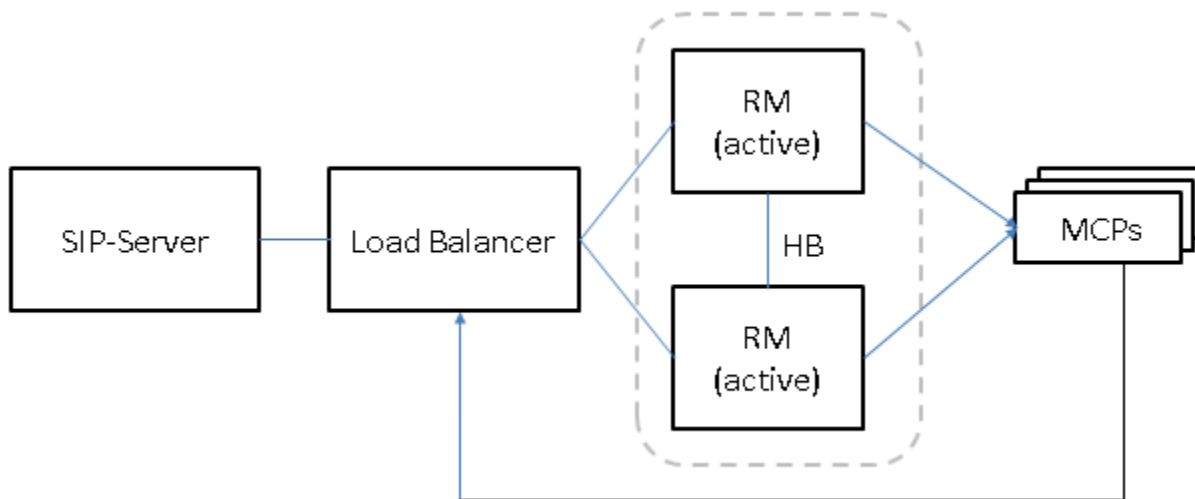 SIP-Server
Load Balancer
RM
(active)
HB
RM
(active)
MCPs